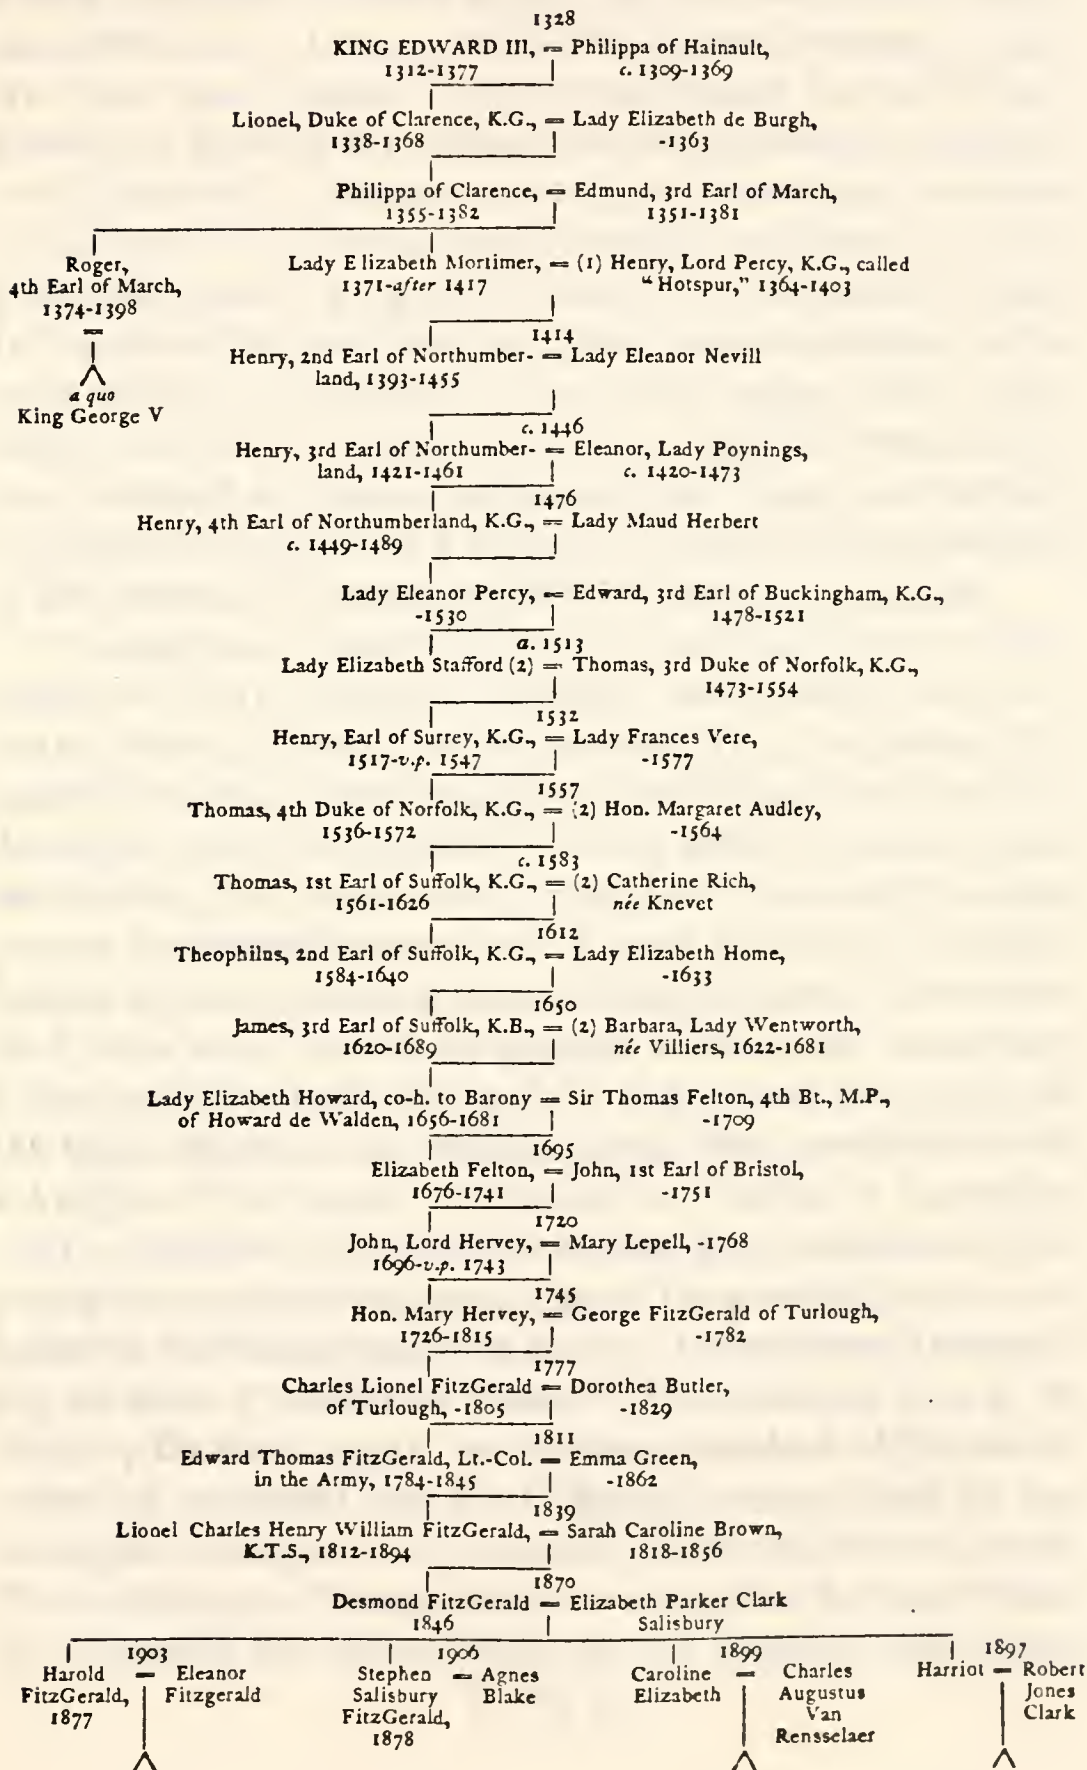 1328
KING EDWARD III, = Philippa of Hainault,
1312-1377 c. 1309-1369
Lionel, Duke of Clarence, K.G., = Lady Elizabeth de Burgh,
1338-1368 -1363
Philippa of Clarence, = Edmund, 3rd Earl of March,
1355-1382 1351-1381
Roger,
4th Earl of March,
1374-1398
=
a quo
King George V
Lady Elizabeth Mortimer, = (1) Henry, Lord Percy, K.G., called
1371-after 1417 "Hotspur," 1364-1403
1414
Henry, 2nd Earl of Northumber- = Lady Eleanor Nevill
land, 1393-1455
c. 1446
Henry, 3rd Earl of Northumber- = Eleanor, Lady Poynings,
land, 1421-1461 c. 1420-1473
1476
Henry, 4th Earl of Northumberland, K.G., = Lady Maud Herbert
c. 1449-1489
Lady Eleanor Percy, = Edward, 3rd Earl of Buckingham, K.G.,
-1530 1478-1521
a. 1513
Lady Elizabeth Stafford (2) = Thomas, 3rd Duke of Norfolk, K.G.,
1473-1554
1532
Henry, Earl of Surrey, K.G., = Lady Frances Vere,
1517-v.p. 1547 -1577
1557
Thomas, 4th Duke of Norfolk, K.G., = (2) Hon. Margaret Audley,
1536-1572 -1564
c. 1583
Thomas, 1st Earl of Suffolk, K.G., = (2) Catherine Rich,
1561-1626 née Knevet
1612
Theophilus, 2nd Earl of Suffolk, K.G., = Lady Elizabeth Home,
1584-1640 -1633
1650
James, 3rd Earl of Suffolk, K.B., = (2) Barbara, Lady Wentworth,
1620-1689 née Villiers, 1622-1681
Lady Elizabeth Howard, co-h. to Barony = Sir Thomas Felton, 4th Bt., M.P.,
of Howard de Walden, 1656-1681 -1709
1695
Elizabeth Felton, = John, 1st Earl of Bristol,
1676-1741 -1751
1720
John, Lord Hervey, = Mary Lepell, -1768
1696-v.p. 1743
1745
Hon. Mary Hervey, = George FitzGerald of Turlough,
1726-1815 -1782
1777
Charles Lionel FitzGerald = Dorothea Butler,
of Turlough, -1805 -1829
1811
Edward Thomas FitzGerald, Lt.-Col. = Emma Green,
in the Army, 1784-1845 -1862
1839
Lionel Charles Henry William FitzGerald, = Sarah Caroline Brown,
K.T.S., 1812-1894 1818-1856
1870
Desmond FitzGerald = Elizabeth Parker Clark
1846 Salisbury
1903
Harold = Eleanor
FitzGerald, Fitzgerald
1877
1906
Stephen = Agnes
Salisbury Blake
FitzGerald,
1878
1899
Caroline = Charles
Elizabeth Augustus
Van
Rensselaer
1897
Harriot = Robert
Jones
Clark